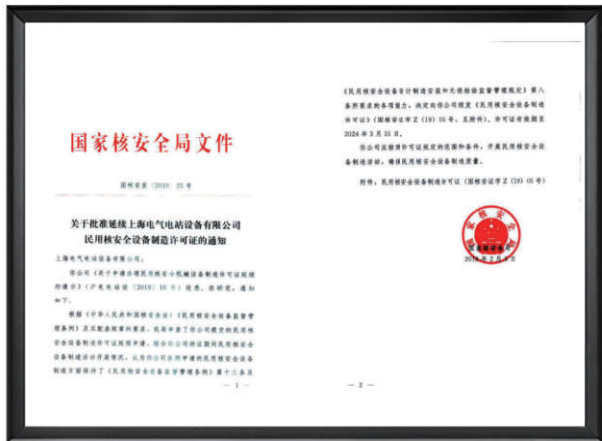 国家核安全局文件
国核安发〔2019〕25号
关于批准延续上海电气电站设备有限公司
民用核安全设备制造许可证的通知
上海电气电站设备有限公司：
你公司《关于申请办理民用核安全机械设备制造许可证延续
的请示》（沪电电站设〔2018〕16号）收悉。经研究，通知
如下。
根据《中华人民共和国核安全法》《民用核安全设备监督管
理条例》及其配套规章的要求，我局审查了你公司提交的民用核
安全设备制造许可证延续申请，结合你公司持证期间民用核安全
设备制造活动开展情况，认为你公司在所申请的民用核安全设备
制造方面保持了《民用核安全设备监督管理条例》第十三条及
— 1 —
《民用核安全设备设计制造安装和无损检验监督管理规定》第八
条所要求的各项能力，决定向你公司颁发《民用核安全设备制造
许可证》（国核安证字Z（19）05号，见附件），许可证有效期至
2024年3月31日。
你公司应按照许可证规定的范围和条件，开展民用核安全设
备制造活动，确保民用核安全设备制造质量。
附件：民用核安全设备制造许可证（国核安证字Z（19）05号）
国家核安全局
2019年2月3日
— 2 —